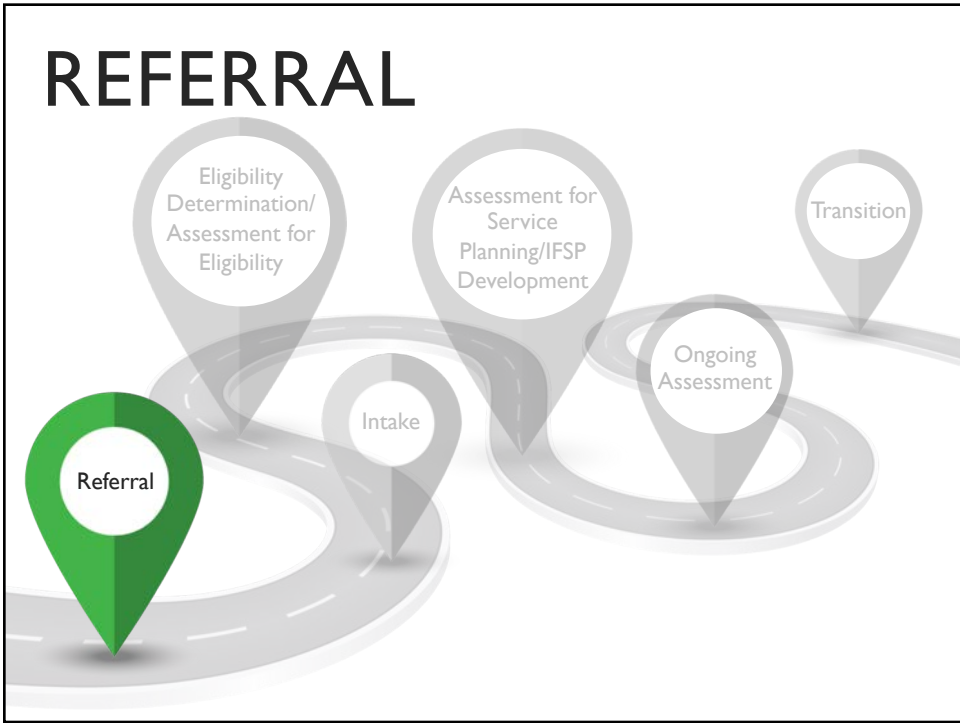 REFERRAL
Eligibility
Determination/
Assessment for
Eligibility
Assessment for
Service
Planning/IFSP
Development
Transition
Ongoing
Assessment
Intake
Referral